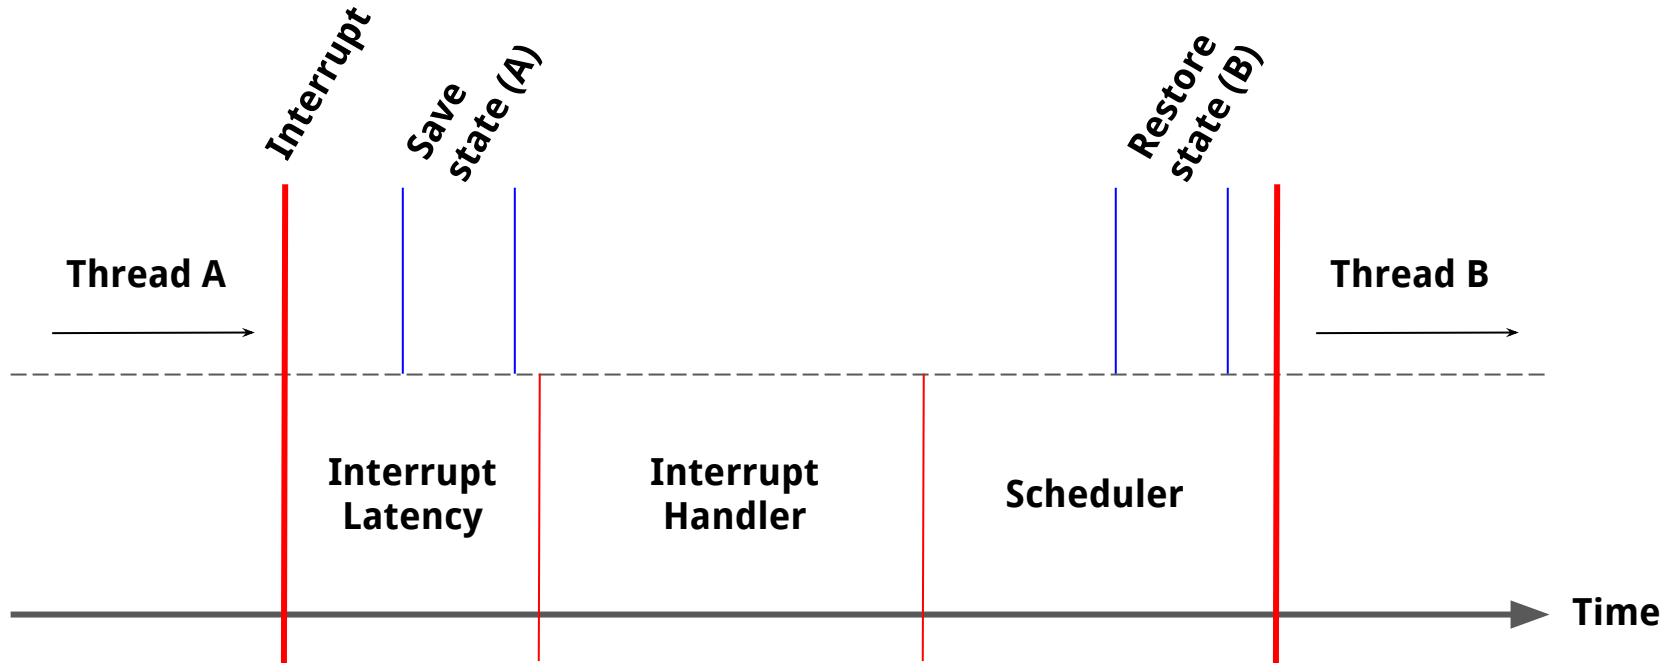 Interrupt
Save
state (A)
Restore
state (B)
Thread A
Thread B
Interrupt
Latency
Interrupt
Handler
Scheduler
Time